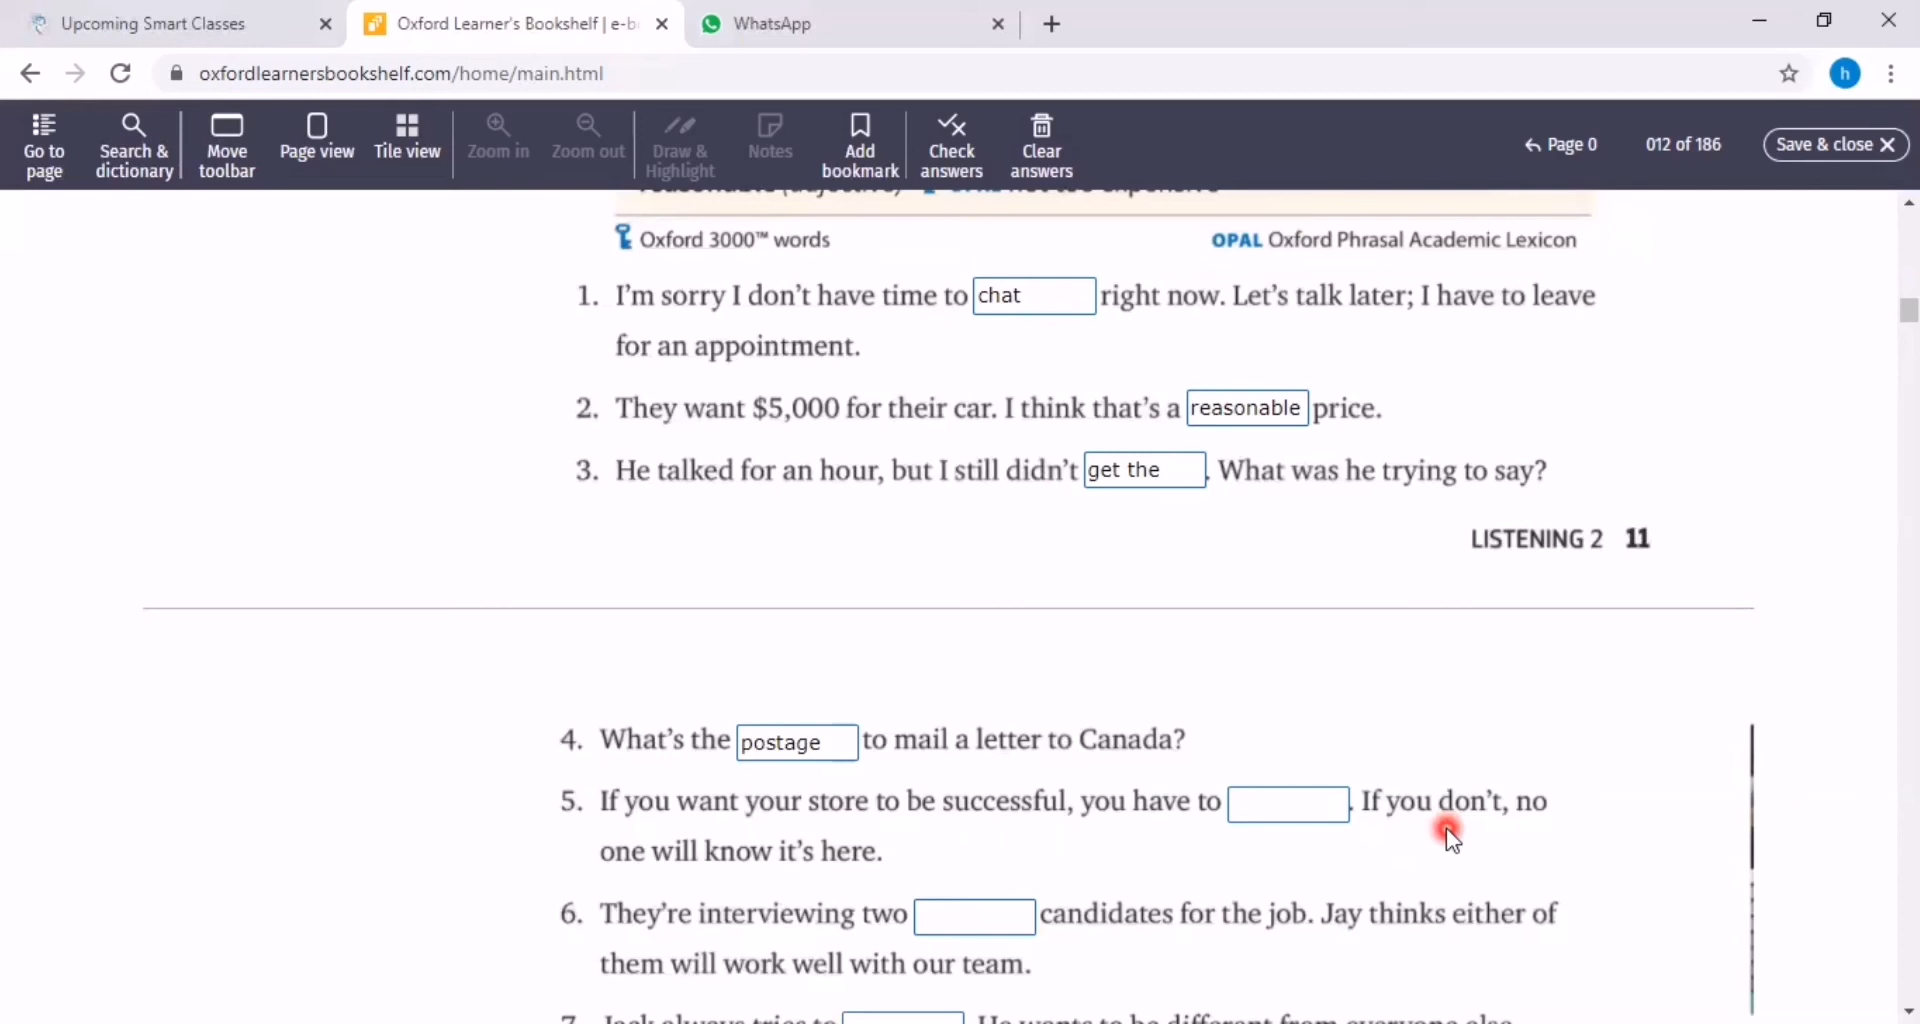 Upcoming Smart Classes
Oxford Learner's Bookshelf | e-b
WhatsApp
oxfordlearnersbookshelf.com/home/main.html
h
Go to page
Search & dictionary
Move toolbar
Page view
Tile view
Zoom in
Zoom out
Draw & Highlight
Notes
Add bookmark
Check answers
Clear answers
Page 0
012 of 186
Save & close
Oxford 3000™ words
OPAL Oxford Phrasal Academic Lexicon
1. I'm sorry I don't have time to chat right now. Let's talk later; I have to leave
for an appointment.
2. They want $5,000 for their car. I think that's a reasonable price.
3. He talked for an hour, but I still didn't get the . What was he trying to say?
LISTENING 2 11
4. What's the postage to mail a letter to Canada?
5. If you want your store to be successful, you have to . If you don't, no
one will know it's here.
6. They're interviewing two candidates for the job. Jay thinks either of
them will work well with our team.